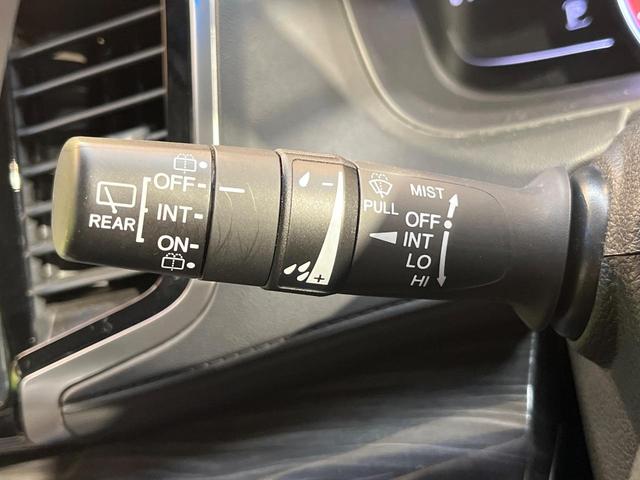 REAR
OFF
INT
ON
−
+
PULL
MIST
OFF
INT
LO
HI